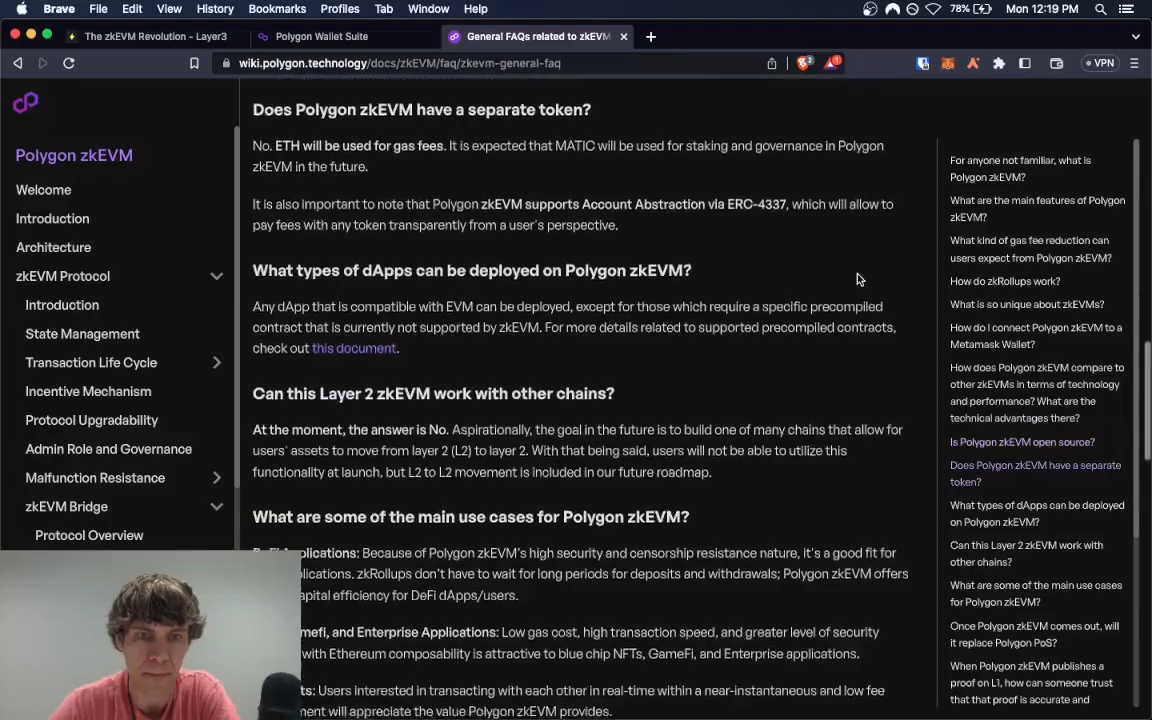 Brave File Edit View History Bookmarks Profiles Tab Window Help 78% Mon 12:19 PM
The zkEVM Revolution - Layer3
Polygon Wallet Suite
General FAQs related to zkEVM
wiki.polygon.technology/docs/zkEVM/faq/zkevm-general-faq
2
1
VPN
Polygon zkEVM
Welcome
Introduction
Architecture
zkEVM Protocol
Introduction
State Management
Transaction Life Cycle
Incentive Mechanism
Protocol Upgradability
Admin Role and Governance
Malfunction Resistance
zkEVM Bridge
Protocol Overview
Does Polygon zkEVM have a separate token?
No. ETH will be used for gas fees. It is expected that MATIC will be used for staking and governance in Polygon
zkEVM in the future.
It is also important to note that Polygon zkEVM supports Account Abstraction via ERC-4337, which will allow to
pay fees with any token transparently from a user's perspective.
What types of dApps can be deployed on Polygon zkEVM?
Any dApp that is compatible with EVM can be deployed, except for those which require a specific precompiled
contract that is currently not supported by zkEVM. For more details related to supported precompiled contracts,
check out this document.
Can this Layer 2 zkEVM work with other chains?
At the moment, the answer is No. Aspirationally, the goal in the future is to build one of many chains that allow for
users' assets to move from layer 2 (L2) to layer 2. With that being said, users will not be able to utilize this
functionality at launch, but L2 to L2 movement is included in our future roadmap.
What are some of the main use cases for Polygon zkEVM?
Applications: Because of Polygon zkEVM's high security and censorship resistance nature, it's a good fit for
zkRollups don't have to wait for long periods for deposits and withdrawals; Polygon zkEVM offers
efficiency for DeFi dApps/users.
and Enterprise Applications: Low gas cost, high transaction speed, and greater level of security
with Ethereum composability is attractive to blue chip NFTs, GameFi, and Enterprise applications.
Users interested in transacting with each other in real-time within a near-instantaneous and low fee
will appreciate the value Polygon zkEVM provides.
For anyone not familiar, what is
Polygon zkEVM?
What are the main features of Polygon
zkEVM?
What kind of gas fee reduction can
users expect from Polygon zkEVM?
How do zkRollups work?
What is so unique about zkEVMs?
How do I connect Polygon zkEVM to a
Metamask Wallet?
How does Polygon zkEVM compare to
other zkEVMs in terms of technology
and performance? What are the
technical advantages there?
Is Polygon zkEVM open source?
Does Polygon zkEVM have a separate
token?
What types of dApps can be deployed
on Polygon zkEVM?
Can this Layer 2 zkEVM work with
other chains?
What are some of the main use cases
for Polygon zkEVM?
Once Polygon zkEVM comes out, will
it replace Polygon PoS?
When Polygon zkEVM publishes a
proof on L1, how can someone trust
that that proof is accurate and